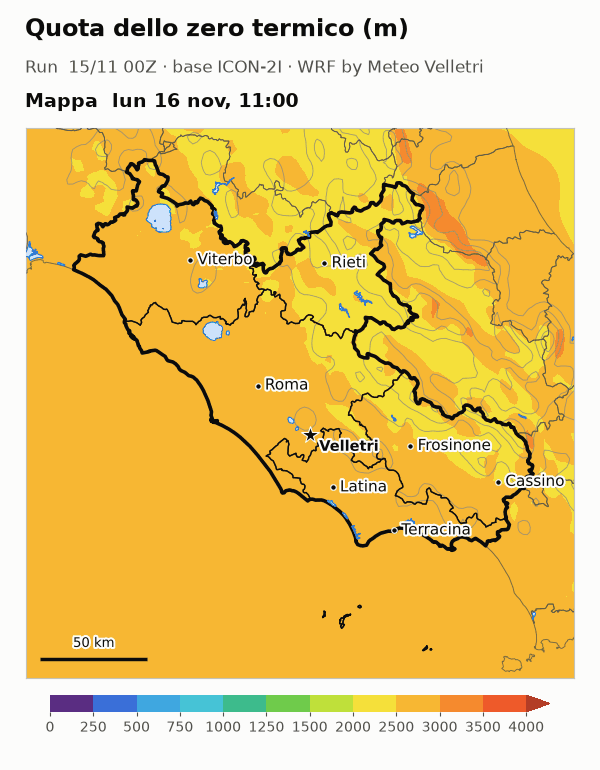 Quota dello zero termico (m)
Run  15/11 00Z · base ICON-2I · WRF by Meteo Velletri
Mappa  lun 16 nov, 11:00
Viterbo
Rieti
Roma
Velletri
Frosinone
Cassino
Latina
Terracina
50 km
0 250 500 750 1000 1250 1500 2000 2500 3000 3500 4000